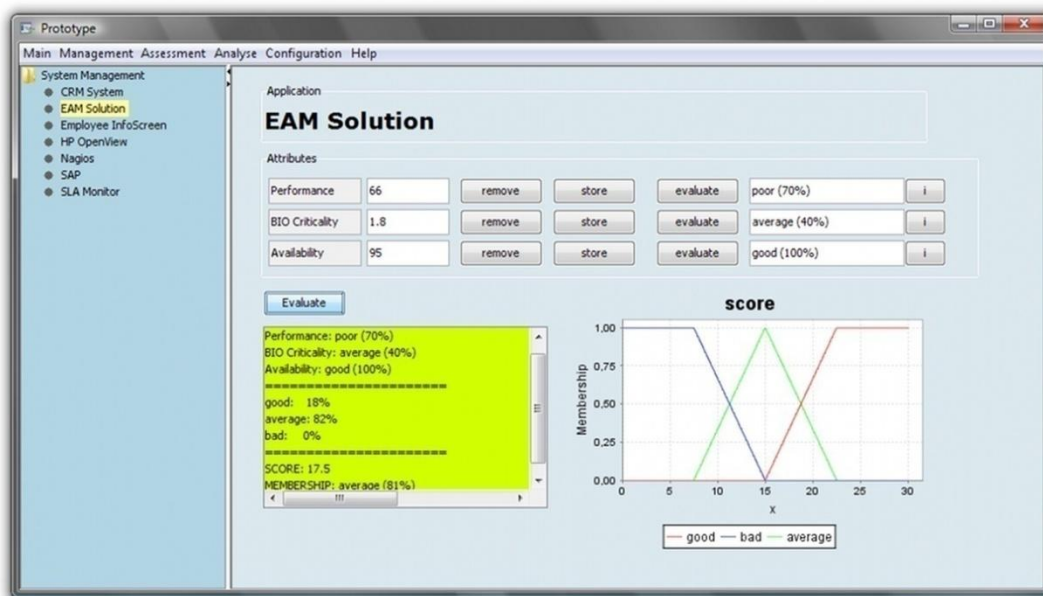 Prototype
Main Management Assessment Analyse Configuration Help
System Management
CRM System
EAM Solution
Employee InfoScreen
HP OpenView
Nagios
SAP
SLA Monitor
Application
EAM Solution
Attributes
Performance 66 remove store evaluate poor (70%) i
BIO Criticality 1.8 remove store evaluate average (40%) i
Availability 95 remove store evaluate good (100%) i
Evaluate
Performance: poor (70%)
BIO Criticality: average (40%)
Availability: good (100%)
======================
good: 18%
average: 82%
bad: 0%
======================
SCORE: 17.5
MEMBERSHIP: average (81%)
score
Membership
1,00
0,75
0,50
0,25
0,00
0 5 10 15 20 25 30
X
good bad average